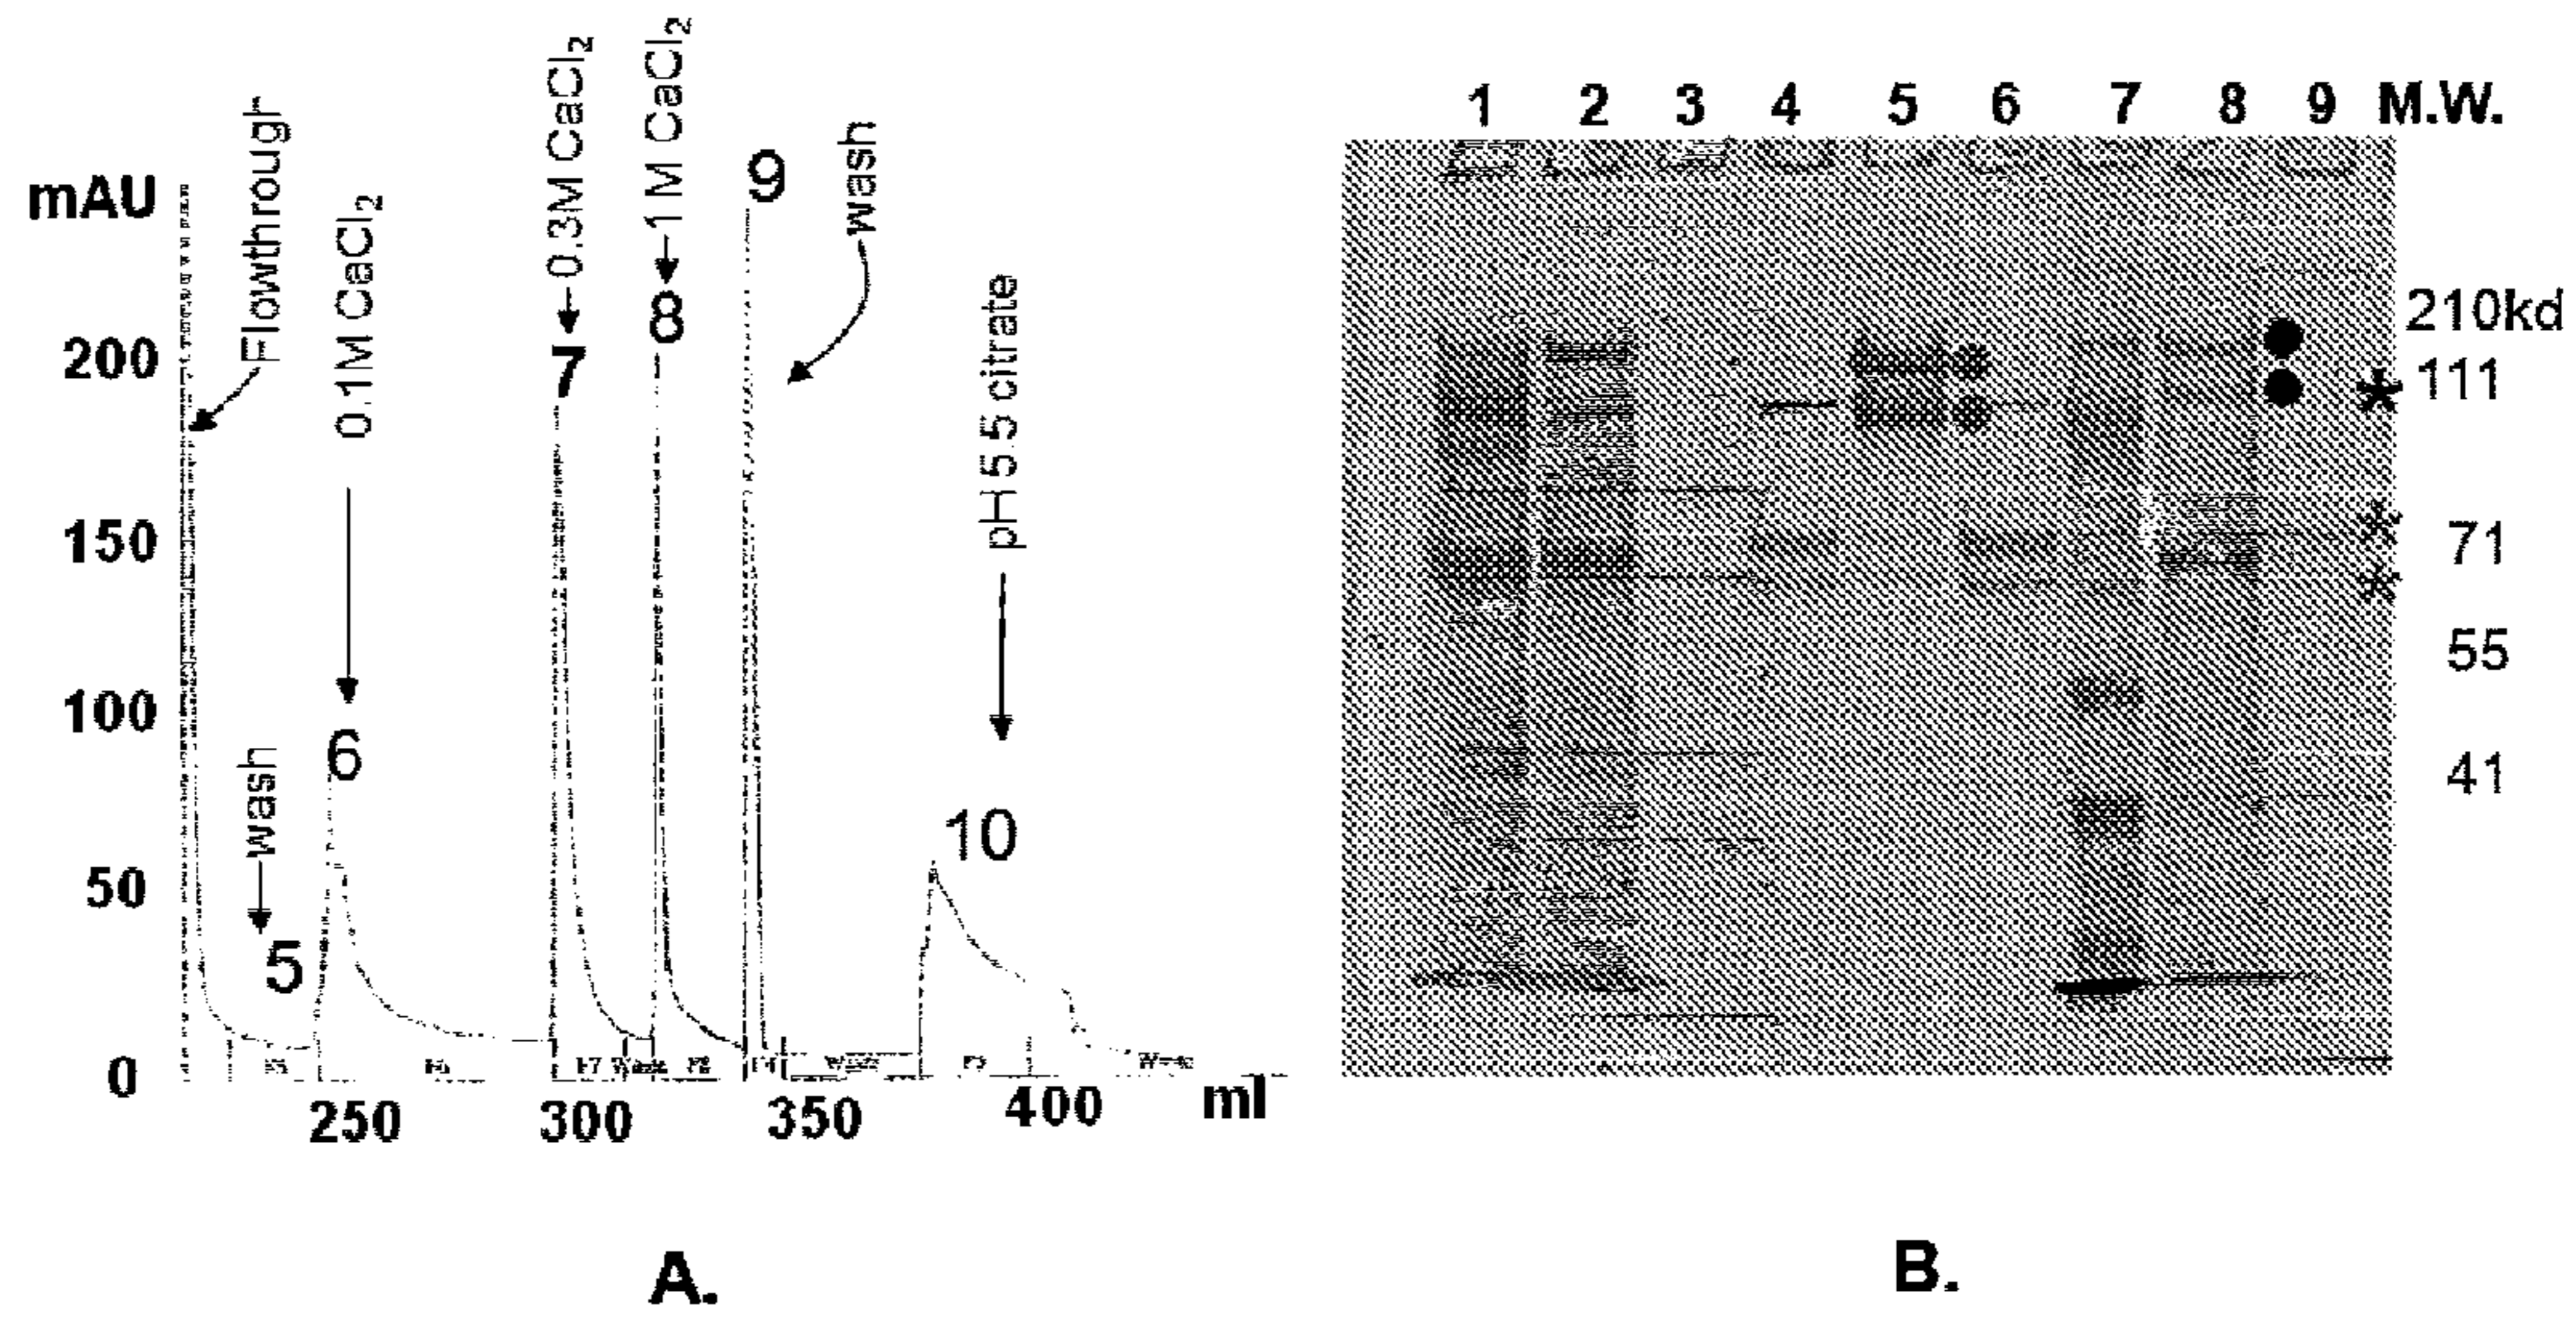 mAU
200
150
100
50
0
Flowthrough
0.1M CaCl₂
0.3M CaCl₂
1M CaCl₂
wash
pH 5.5 citrate
wash
5
6
7
8
9
10
250
300
350
400
ml
A.
1 2 3 4 5 6 7 8 9 M.W.
210kd
* 111
* 71
*
55
41
B.